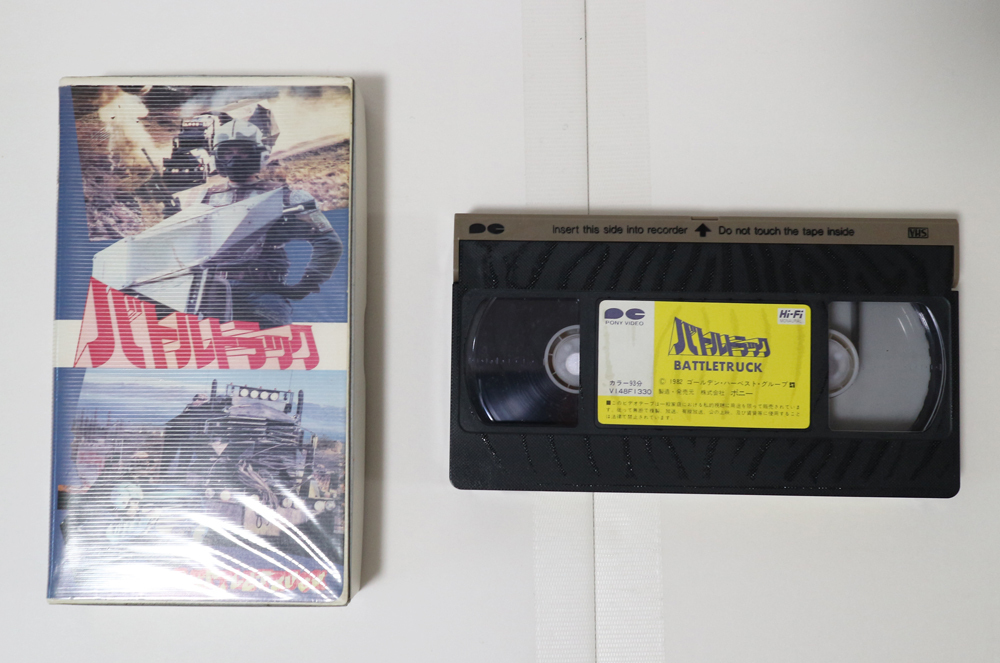 バトルトラック
PC
Insert this side into recorder ↑ Do not touch the tape inside
VHS
PC
PONY VIDEO
Hi-Fi
バトルトラック
BATTLETRUCK
カラー93分
V148F1330
© 1982 ゴールデン・ハーベスト・グループ
製造・発売元 株式会社 ポニー